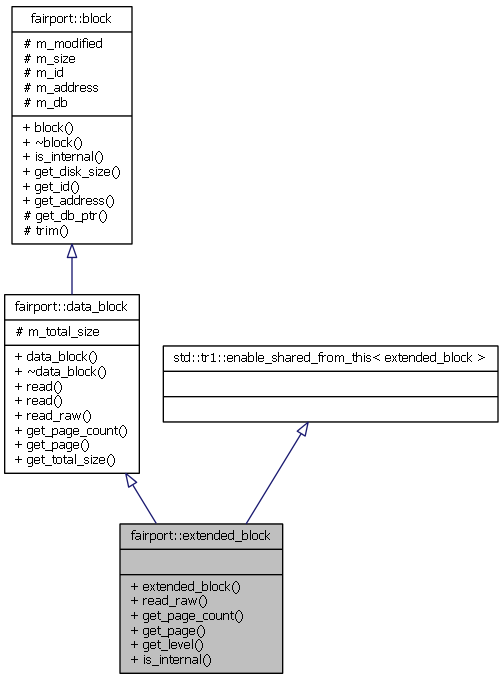 fairport::block
# m_modified
# m_size
# m_id
# m_address
# m_db
+ block()
+ ~block()
+ is_internal()
+ get_disk_size()
+ get_id()
+ get_address()
# get_db_ptr()
# trim()
fairport::data_block
# m_total_size
+ data_block()
+ ~data_block()
+ read()
+ read()
+ read_raw()
+ get_page_count()
+ get_page()
+ get_total_size()
std::tr1::enable_shared_from_this< extended_block >
fairport::extended_block
+ extended_block()
+ read_raw()
+ get_page_count()
+ get_page()
+ get_level()
+ is_internal()